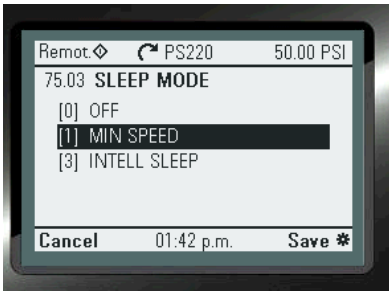 Remot. PS220 50.00 PSI
75.03 SLEEP MODE
[0] OFF
[1] MIN SPEED
[3] INTELL SLEEP
Cancel 01:42 p.m. Save